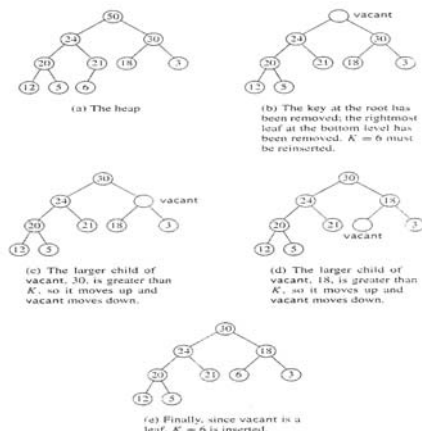 50
vacant
24
30
24
30
20
21
18
3
20
21
18
3
12
5
6
12
5
(a) The heap
(b) The key at the root has
been removed; the rightmost
leaf at the bottom level has
been removed. K = 6 must
be reinserted.
30
24
vacant
20
21
18
3
12
5
30
24
18
20
21
3
12
5
vacant
(c) The larger child of
vacant, 30, is greater than
K, so it moves up and
vacant moves down.
(d) The larger child of
vacant, 18, is greater than
K, so it moves up and
vacant moves down.
30
24
18
20
21
6
3
12
5
(e) Finally, since vacant is a
leaf, K = 6 is inserted.